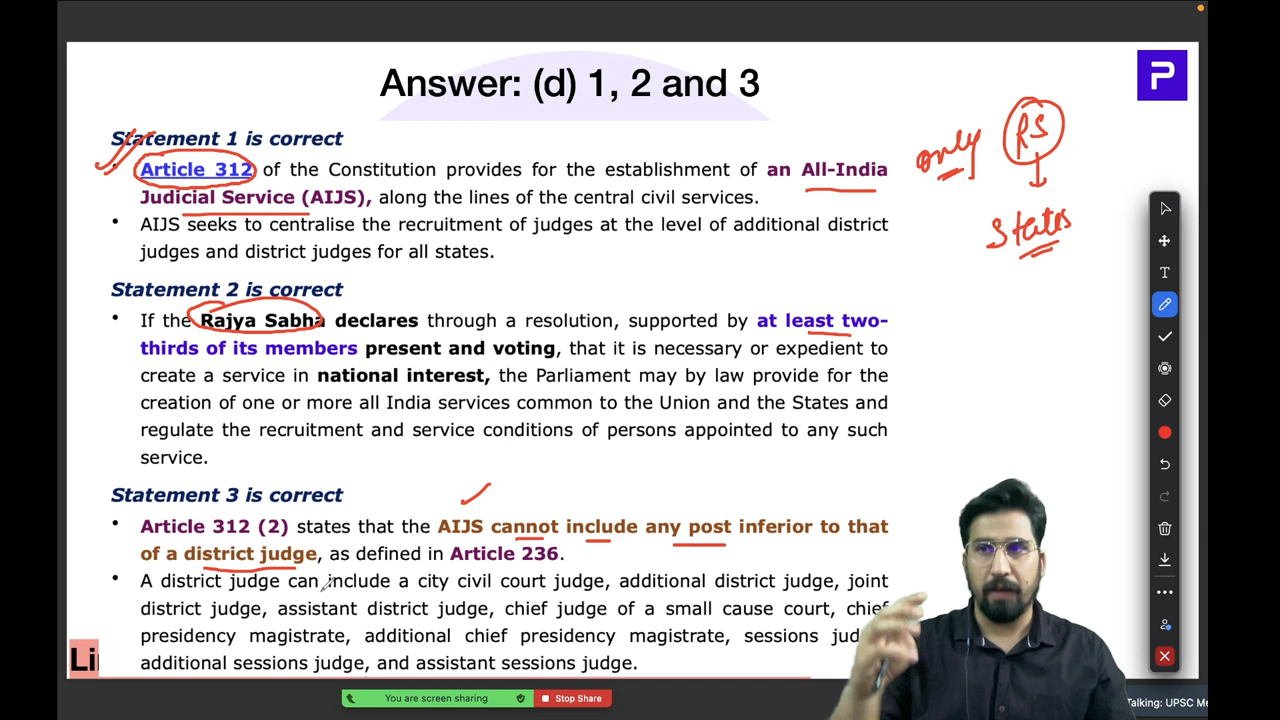 Answer: (d) 1, 2 and 3
P
Statement 1 is correct
• Article 312 of the Constitution provides for the establishment of an All-India
Judicial Service (AIJS), along the lines of the central civil services.
• AIJS seeks to centralise the recruitment of judges at the level of additional district
judges and district judges for all states.
only RS
States
Statement 2 is correct
• If the Rajya Sabha declares through a resolution, supported by at least two-
thirds of its members present and voting, that it is necessary or expedient to
create a service in national interest, the Parliament may by law provide for the
creation of one or more all India services common to the Union and the States and
regulate the recruitment and service conditions of persons appointed to any such
service.
Statement 3 is correct
• Article 312 (2) states that the AIJS cannot include any post inferior to that
of a district judge, as defined in Article 236.
• A district judge can include a city civil court judge, additional district judge, joint
district judge, assistant district judge, chief judge of a small cause court, chief
presidency magistrate, additional chief presidency magistrate, sessions
additional sessions judge, and assistant sessions judge.
T
You are screen sharing
Stop Share
Talking: UPSC